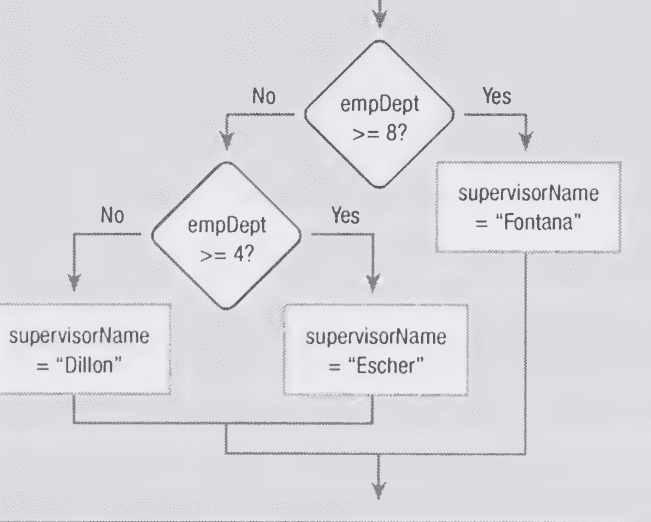 empDept
>= 8?
No
Yes
supervisorName
= “Fontana”
empDept
>= 4?
No
Yes
supervisorName
= “Dillon”
supervisorName
= “Escher”